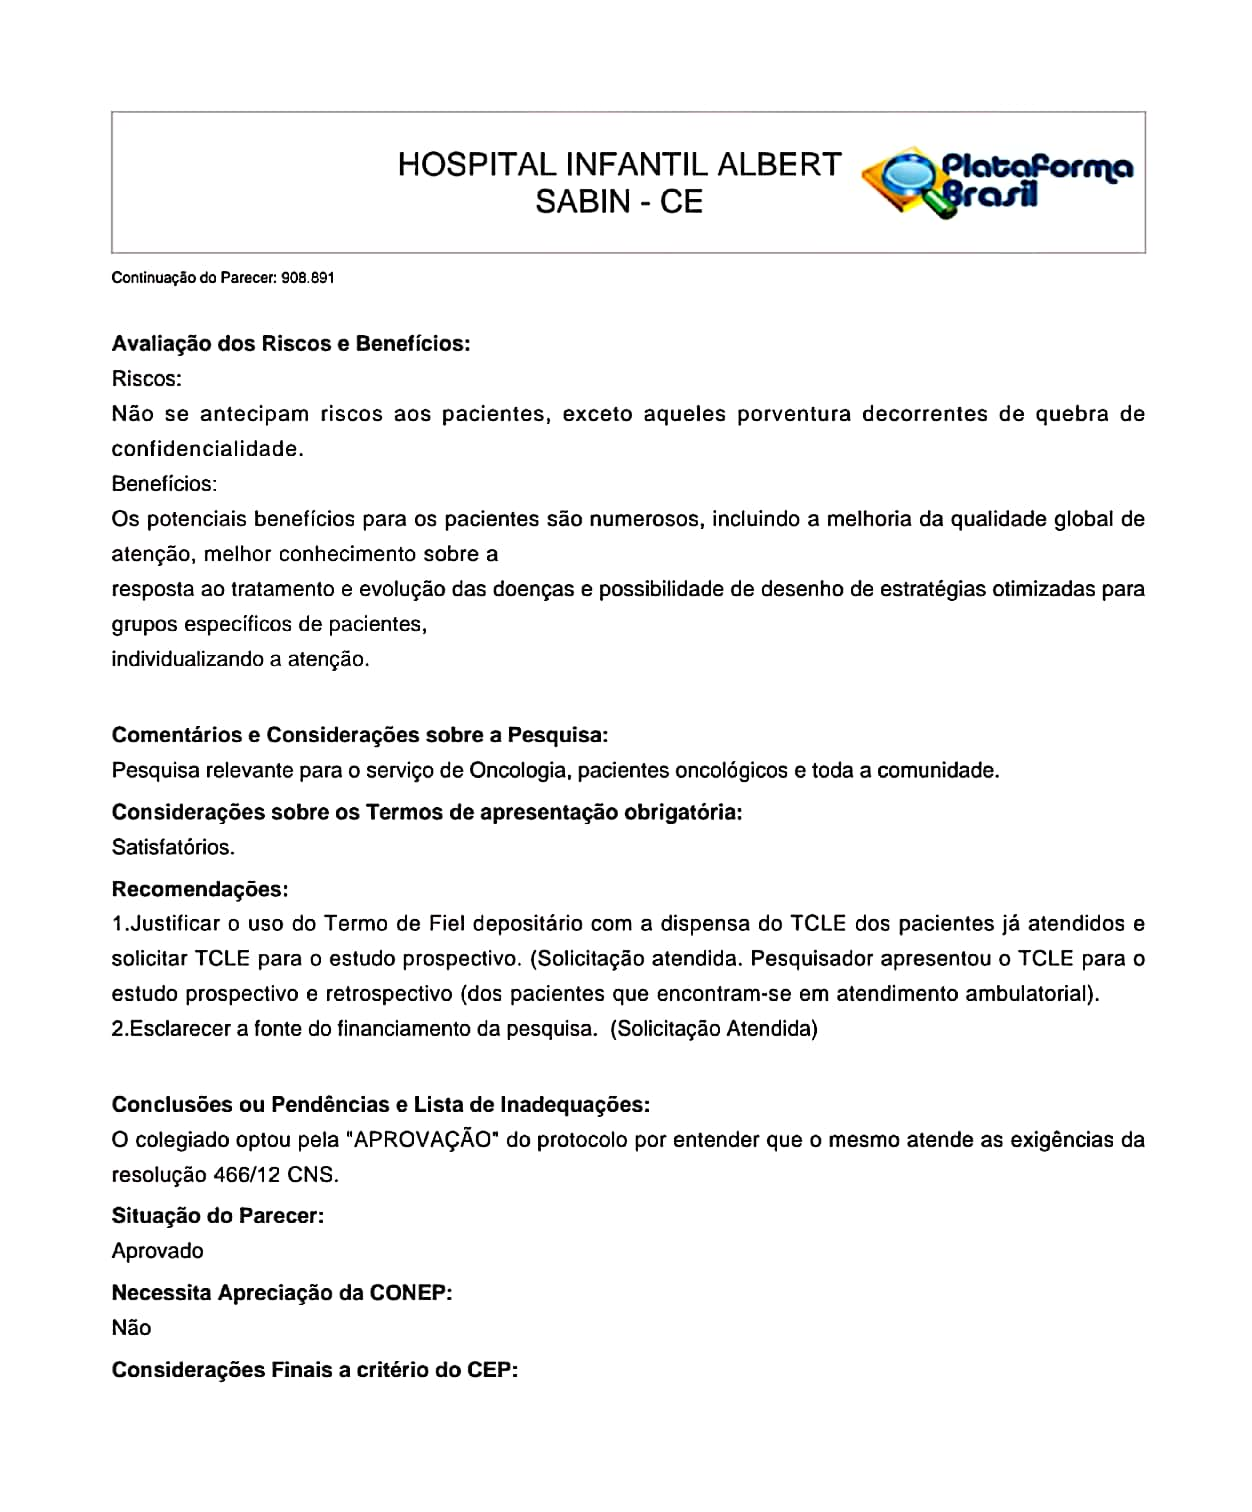 HOSPITAL INFANTIL ALBERT
SABIN - CE
PlataForma
Brasil
Continuação do Parecer: 908.891
Avaliação dos Riscos e Benefícios:
Riscos:
Não se antecipam riscos aos pacientes, exceto aqueles porventura decorrentes de quebra de
confidencialidade.
Benefícios:
Os potenciais benefícios para os pacientes são numerosos, incluindo a melhoria da qualidade global de
atenção, melhor conhecimento sobre a
resposta ao tratamento e evolução das doenças e possibilidade de desenho de estratégias otimizadas para
grupos específicos de pacientes,
individualizando a atenção.
Comentários e Considerações sobre a Pesquisa:
Pesquisa relevante para o serviço de Oncologia, pacientes oncológicos e toda a comunidade.
Considerações sobre os Termos de apresentação obrigatória:
Satisfatórios.
Recomendações:
1.Justificar o uso do Termo de Fiel depositário com a dispensa do TCLE dos pacientes já atendidos e
solicitar TCLE para o estudo prospectivo. (Solicitação atendida. Pesquisador apresentou o TCLE para o
estudo prospectivo e retrospectivo (dos pacientes que encontram-se em atendimento ambulatorial).
2.Esclarecer a fonte do financiamento da pesquisa.  (Solicitação Atendida)
Conclusões ou Pendências e Lista de Inadequações:
O colegiado optou pela "APROVAÇÃO" do protocolo por entender que o mesmo atende as exigências da
resolução 466/12 CNS.
Situação do Parecer:
Aprovado
Necessita Apreciação da CONEP:
Não
Considerações Finais a critério do CEP: